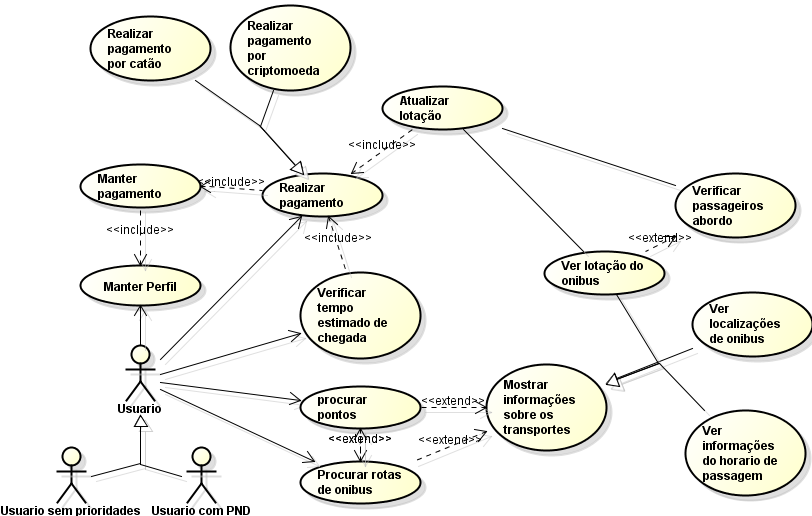 Realizar
pagamento
por catão
Realizar
pagamento
por
criptomoeda
Atualizar
lotação
<<include>>
Manter
pagamento
<<include>>
Realizar
pagamento
Verificar
passageiros
abordo
<<include>>
<<include>>
<<extend>>
Manter Perfil
Ver lotação do
onibus
Verificar
tempo
estimado de
chegada
Ver
localizações
de onibus
Usuario
procurar
pontos
<<extend>>
Mostrar
informações
sobre os
transportes
<<extend>>
<<extend>>
Ver
informações
do horario de
passagem
Procurar rotas
de onibus
Usuario sem prioridades
Usuario com PND